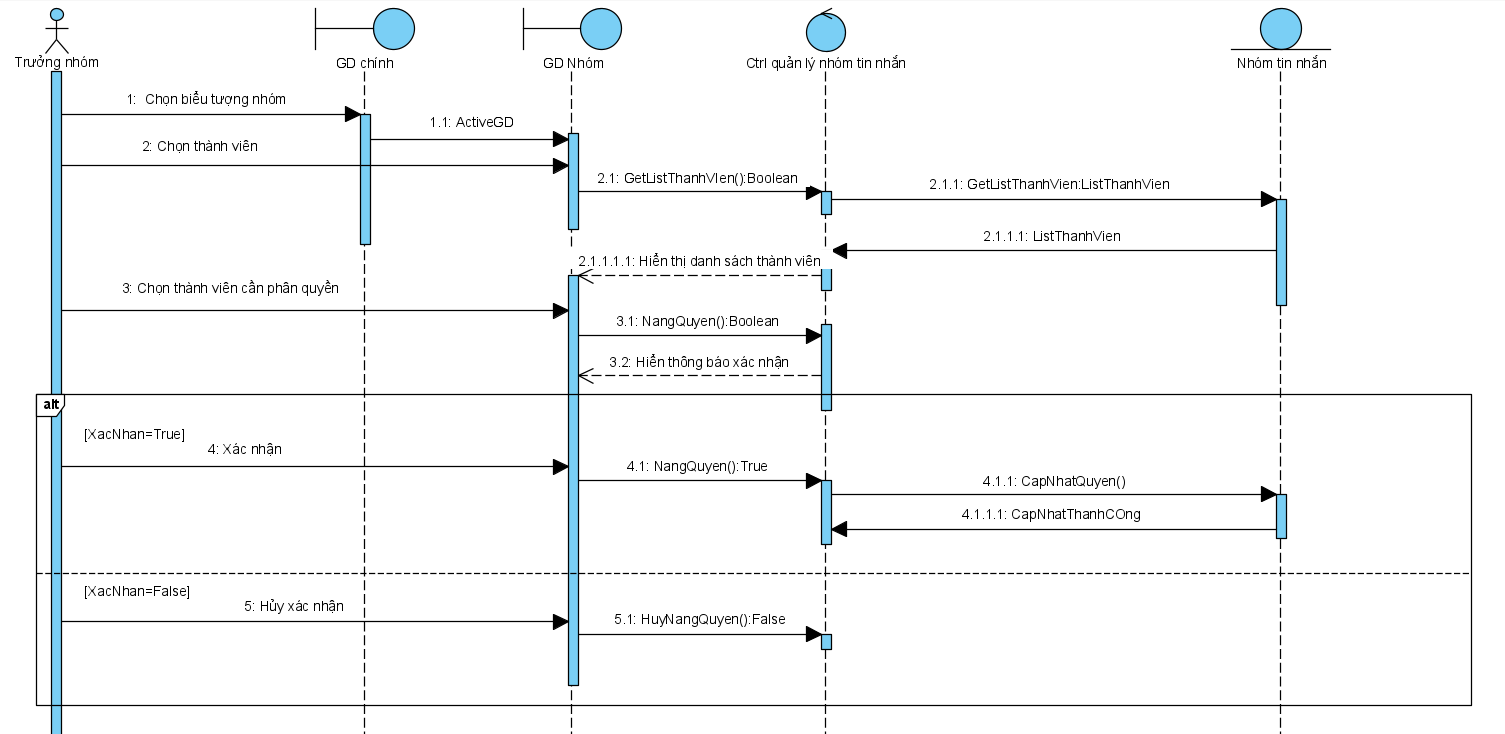 Trưởng nhóm
GD chính
GD Nhóm
Ctrl quản lý nhóm tin nhắn
Nhóm tin nhắn
1: Chọn biểu tượng nhóm
1.1: ActiveGD
2: Chọn thành viên
2.1: GetListThanhVIen():Boolean
2.1.1: GetListThanhVien:ListThanhVien
2.1.1.1: ListThanhVien
2.1.1.1.1: Hiển thị danh sách thành viên
3: Chọn thành viên cần phân quyền
3.1: NangQuyen():Boolean
3.2: Hiển thông báo xác nhận
alt
[XacNhan=True]
4: Xác nhận
4.1: NangQuyen():True
4.1.1: CapNhatQuyen()
4.1.1.1: CapNhatThanhCOng
[XacNhan=False]
5: Hủy xác nhận
5.1: HuyNangQuyen():False